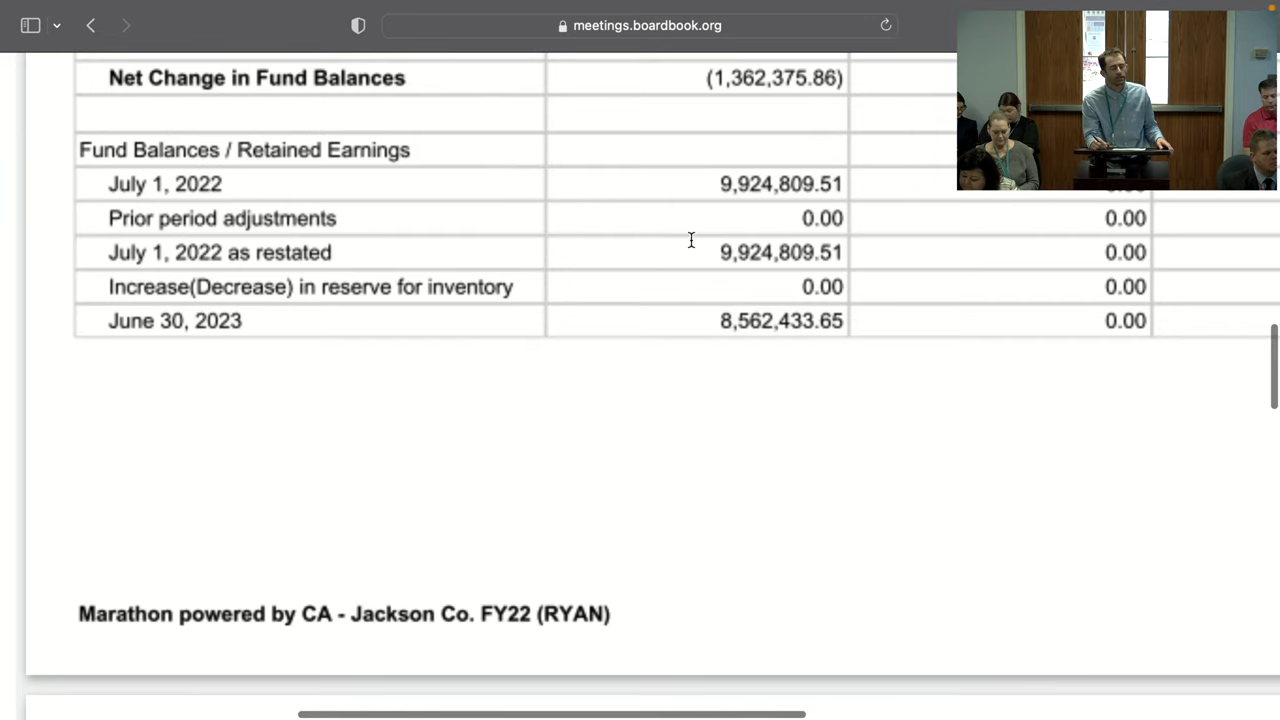 meetings.boardbook.org
Net Change in Fund Balances (1,362,375.86)
Fund Balances / Retained Earnings
July 1, 2022 9,924,809.51
Prior period adjustments 0.00 0.00
July 1, 2022 as restated 9,924,809.51 0.00
Increase(Decrease) in reserve for inventory 0.00 0.00
June 30, 2023 8,562,433.65 0.00
Marathon powered by CA - Jackson Co. FY22 (RYAN)